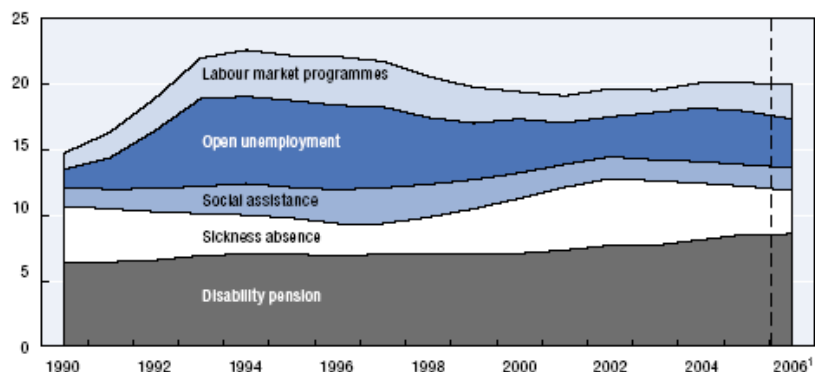 25
20
15
10
5
0
Labour market programmes
Open unemployment
Social assistance
Sickness absence
Disability pension
1990 1992 1994 1996 1998 2000 2002 2004 2006¹